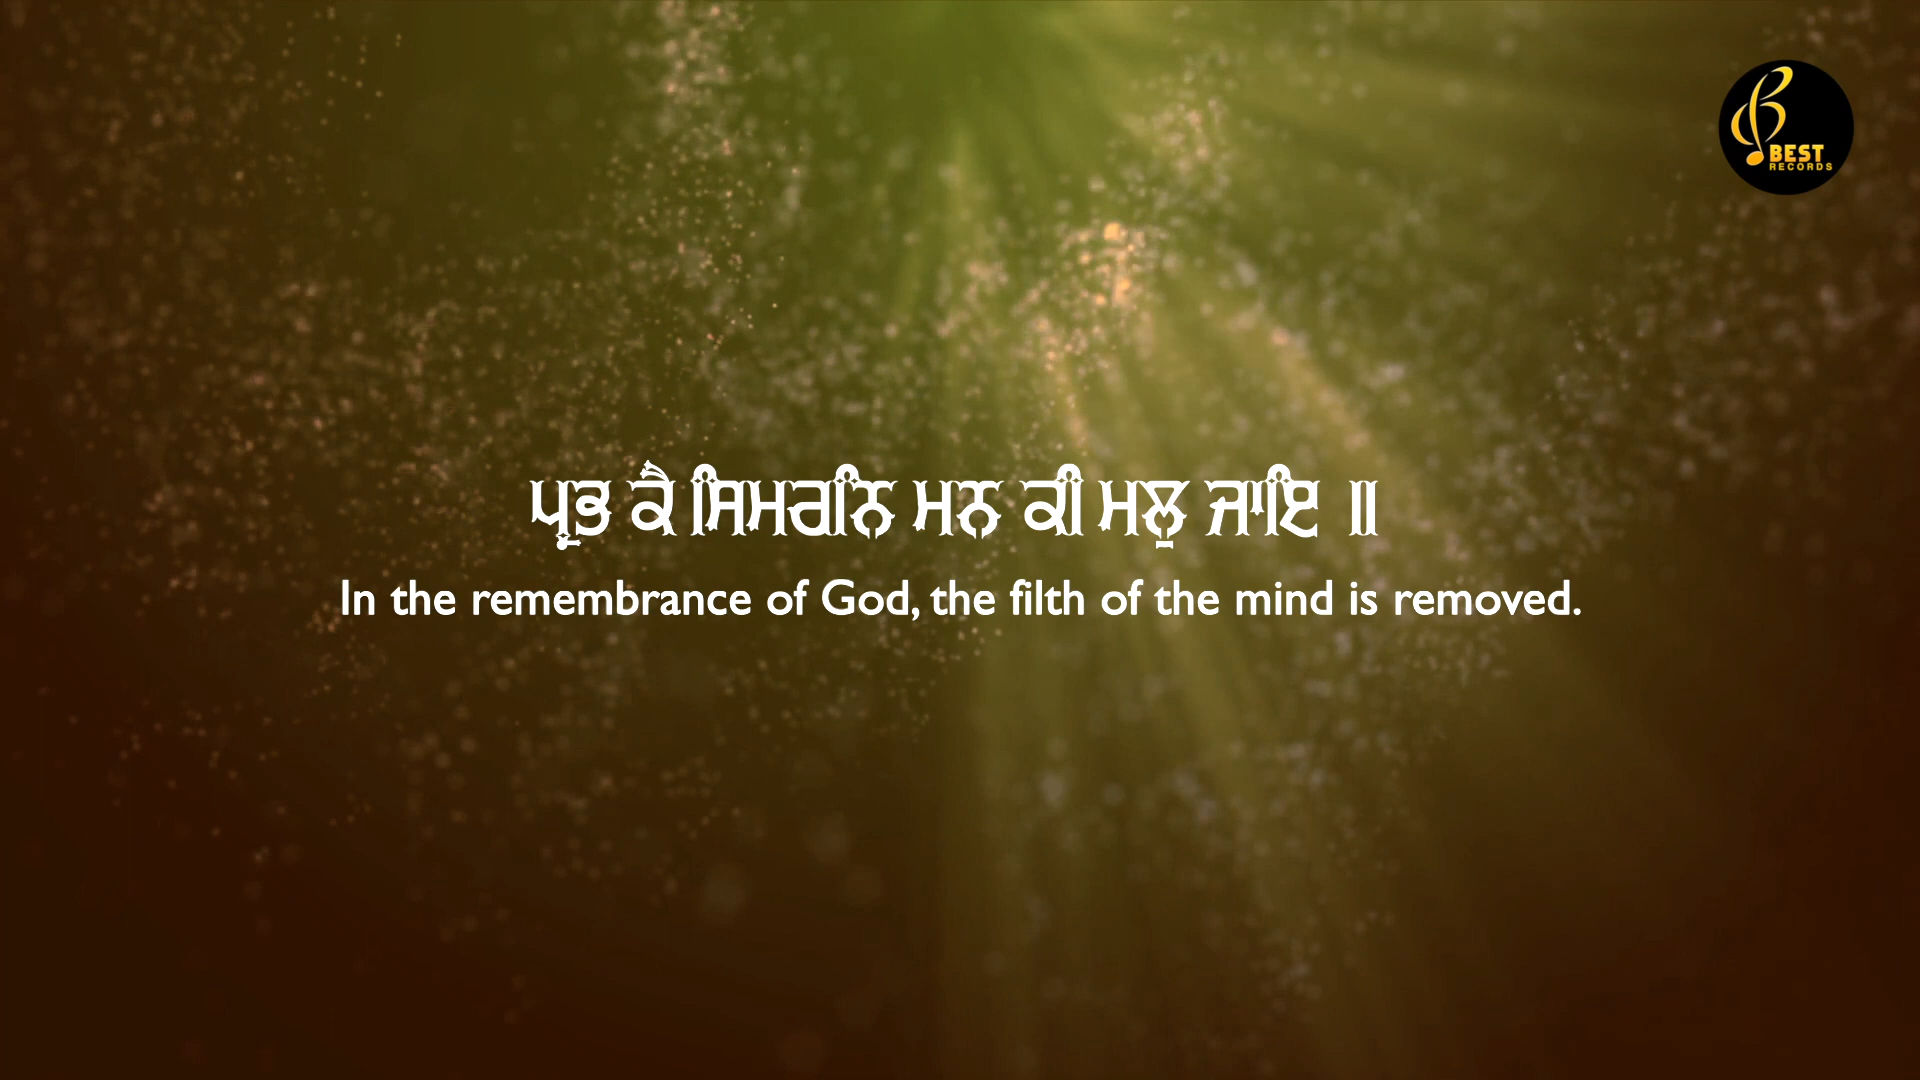 BEST
RECORDS
ਪ੍ਰਭ ਕੈ ਸਿਮਰਨਿ ਮਨ ਕੀ ਮਲੁ ਜਾਇ ॥
In the remembrance of God, the filth of the mind is removed.